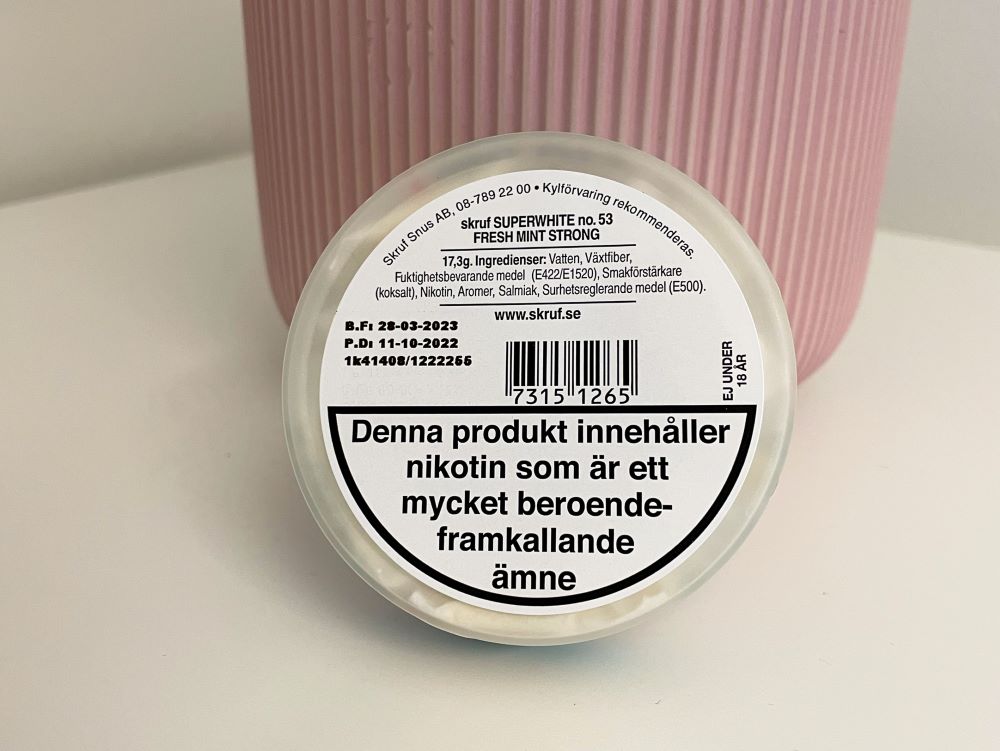 Skruf Snus AB, 08-789 22 00 • Kylförvaring rekommenderas.
skruf SUPERWHITE no. 53
FRESH MINT STRONG
17,3g. Ingredienser: Vatten, Växtfiber,
Fuktighetsbevarande medel (E422/E1520), Smakförstärkare
(koksalt), Nikotin, Aromer, Salmiak, Surhetsreglerande medel (E500).
www.skruf.se
B.F: 28-03-2023
P.D: 11-10-2022
1k41408/1222266
7315 1265
EJ UNDER
18 ÅR
Denna produkt innehåller
nikotin som är ett
mycket beroende-
framkallande
ämne